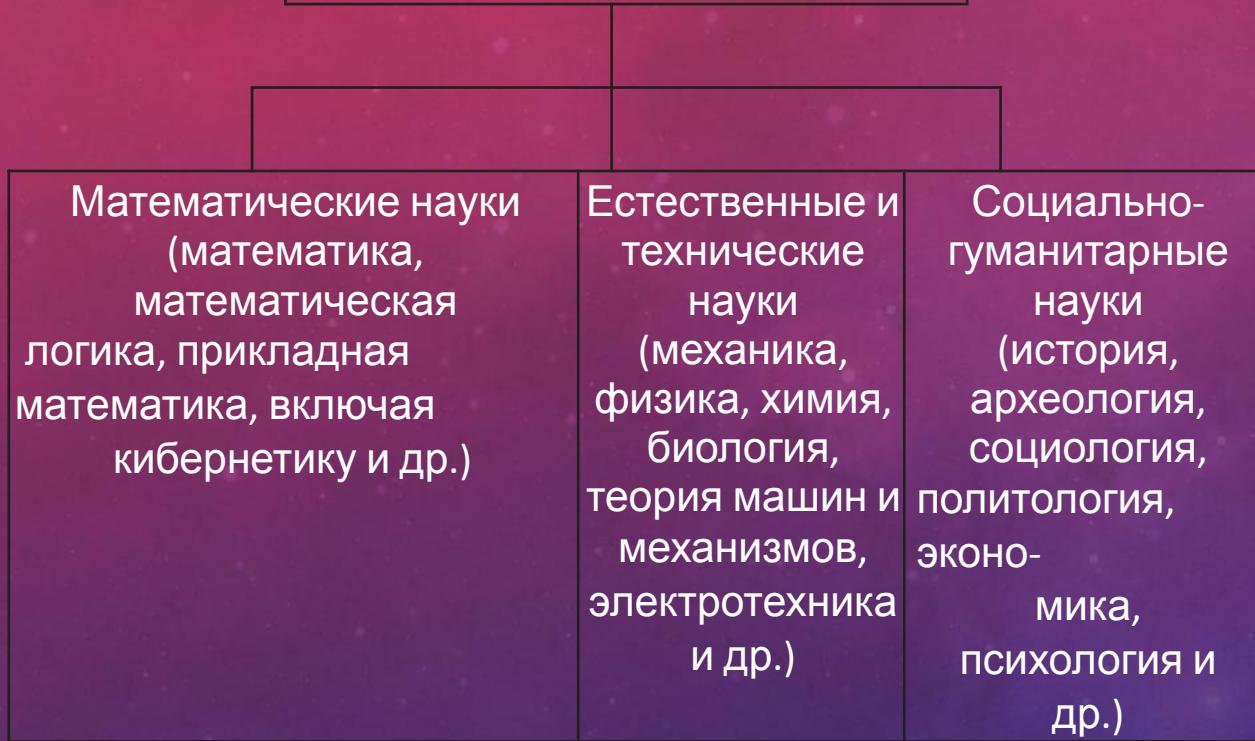 Математические науки
(математика,
математическая
логика, прикладная
математика, включая
кибернетику и др.)
Естественные и
технические
науки
(механика,
физика, химия,
биология,
теория машин и
механизмов,
электротехника
и др.)
Социально-
гуманитарные
науки
(история,
археология,
социология,
политология,
эконо-
мика,
психология и
др.)